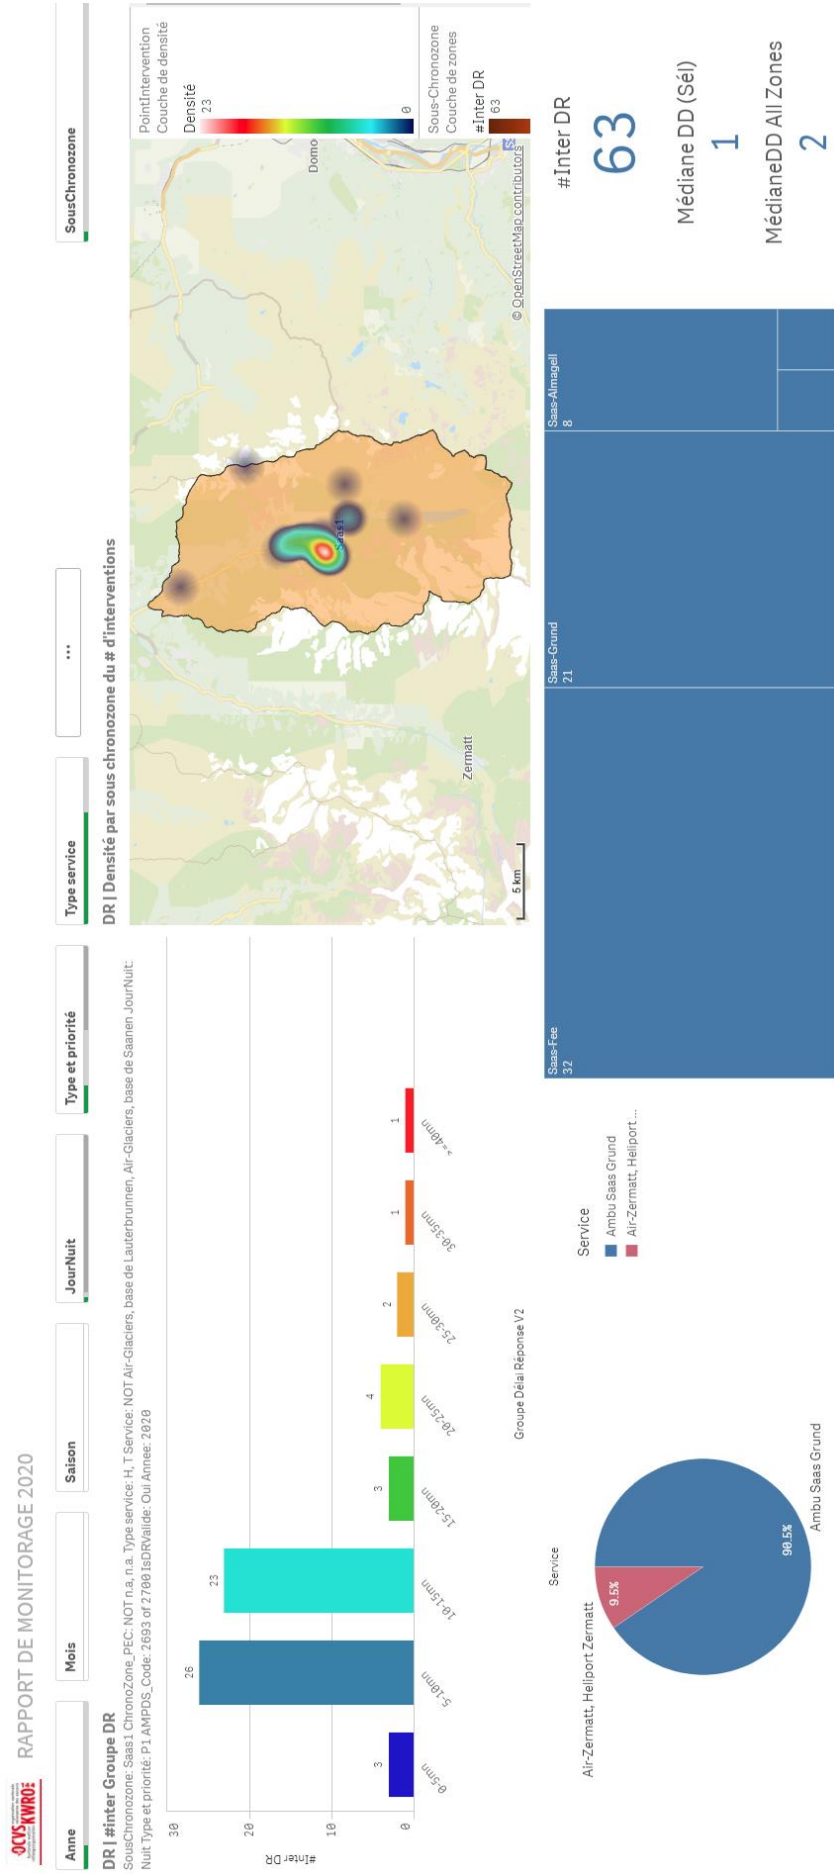 OCVS
KWRO
RAPPORT DE MONITORAGE 2020
Anne
Mois
Saison
JourNuit
Type et priorité
Type service
...
SousChronozone
DR | #inter Groupe DR
SousChronozone: Saas1 ChronoZone_PEC: NOT n.a, n.a. Type service: H, T Service: NOT Air-Glaciers, base de Lauterbrunnen, Air-Glaciers, base de Saanen JourNuit:
Nuit Type et priorité: P1 AMPDS_Code: 2693 of 2700 IsDRValide: Oui Annee: 2020
#Inter DR
30
20
10
0
3
26
23
3
4
2
1
1
0-5mn
5-10mn
10-15mn
15-20mn
20-25mn
25-30mn
30-35mn
>=40mn
Groupe Délai Réponse V2
DR | Densité par sous chronozone du # d'interventions
Domo
Saas1
Zermatt
5 km
© OpenStreetMap contributors
PointIntervention
Couche de densité
Densité
23
0
Sous-Chronozone
Couche de zones
#Inter DR
63
Service
Air-Zermatt, Heliport Zermatt
9.5%
90.5%
Ambu Saas Grund
Service
Ambu Saas Grund
Air-Zermatt, Heliport ...
Saas-Fee
32
Saas-Grund
21
Saas-Almagell
8
#Inter DR
63
Médiane DD (Sél)
1
MédianeDD All Zones
2